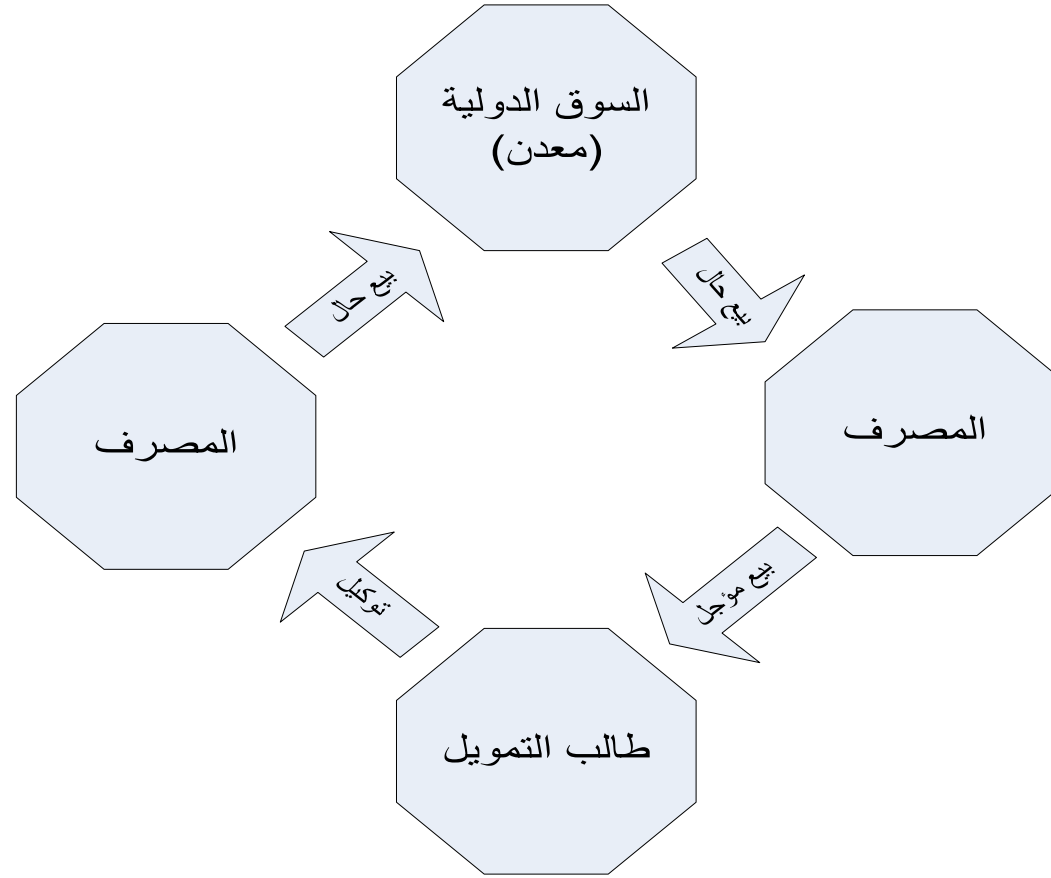 السوق الدولية
(معدن)
بيع حال
المصرف
بيع مؤجل
طالب التمويل
توكيل
المصرف
بيع حال